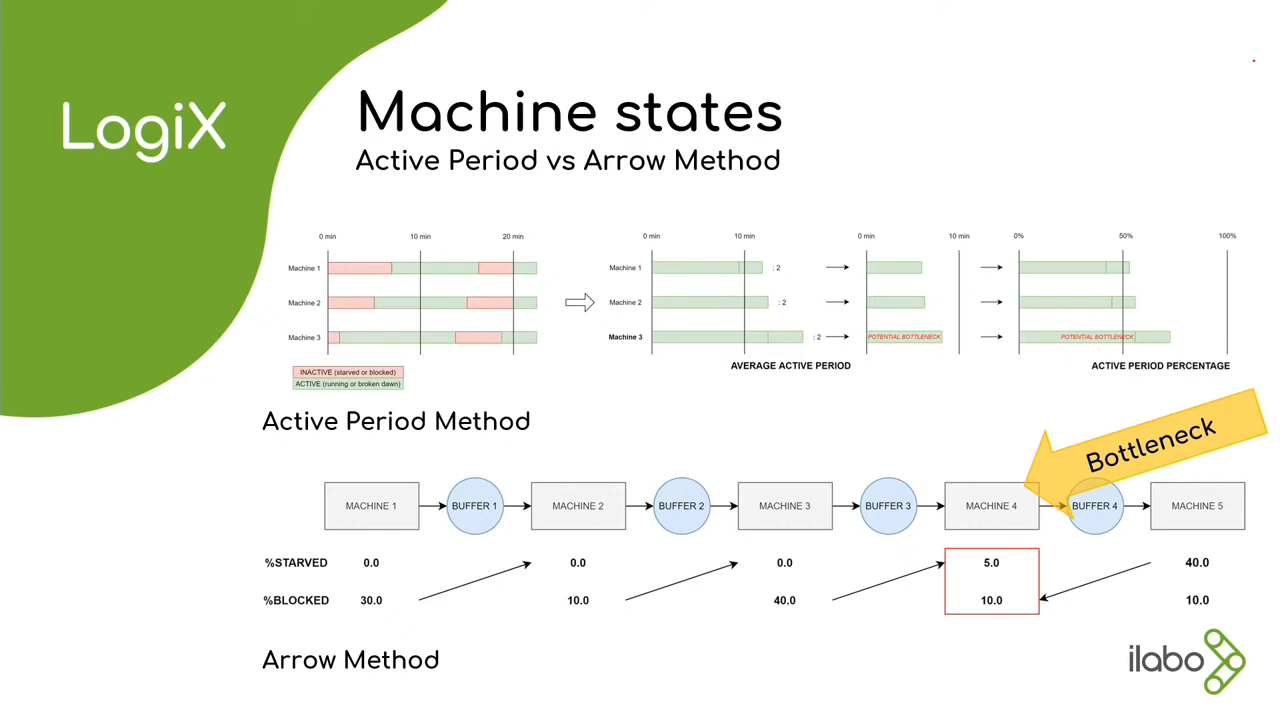 LogiX
Machine states
Active Period vs Arrow Method
0 min 10 min 20 min
0 min 10 min
0 min 10 min
0% 50% 100%
Machine 1
Machine 1 : 2
Machine 2
Machine 2 : 2
Machine 3
Machine 3 : 2
POTENTIAL BOTTLENECK
POTENTIAL BOTTLENECK
AVERAGE ACTIVE PERIOD
ACTIVE PERIOD PERCENTAGE
INACTIVE (starved or blocked)
ACTIVE (running or broken dawn)
Active Period Method
Bottleneck
MACHINE 1 BUFFER 1 MACHINE 2 BUFFER 2 MACHINE 3 BUFFER 3 MACHINE 4 BUFFER 4 MACHINE 5
%STARVED 0.0 0.0 0.0 5.0 40.0
%BLOCKED 30.0 10.0 40.0 10.0 10.0
Arrow Method
ilabo